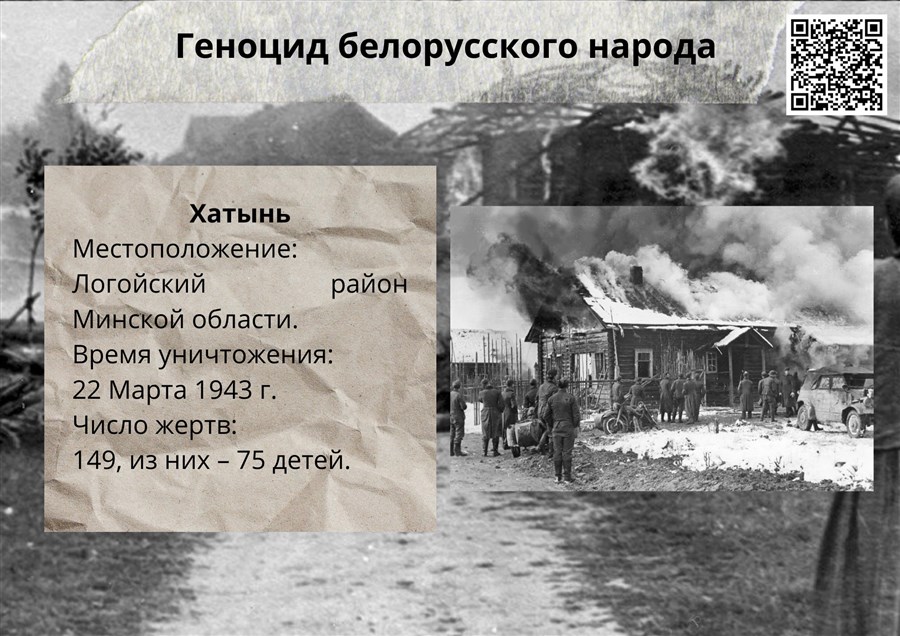 Геноцид белорусского народа
Хатынь
Местоположение:
Логойский район
Минской области.
Время уничтожения:
22 Марта 1943 г.
Число жертв:
149, из них – 75 детей.